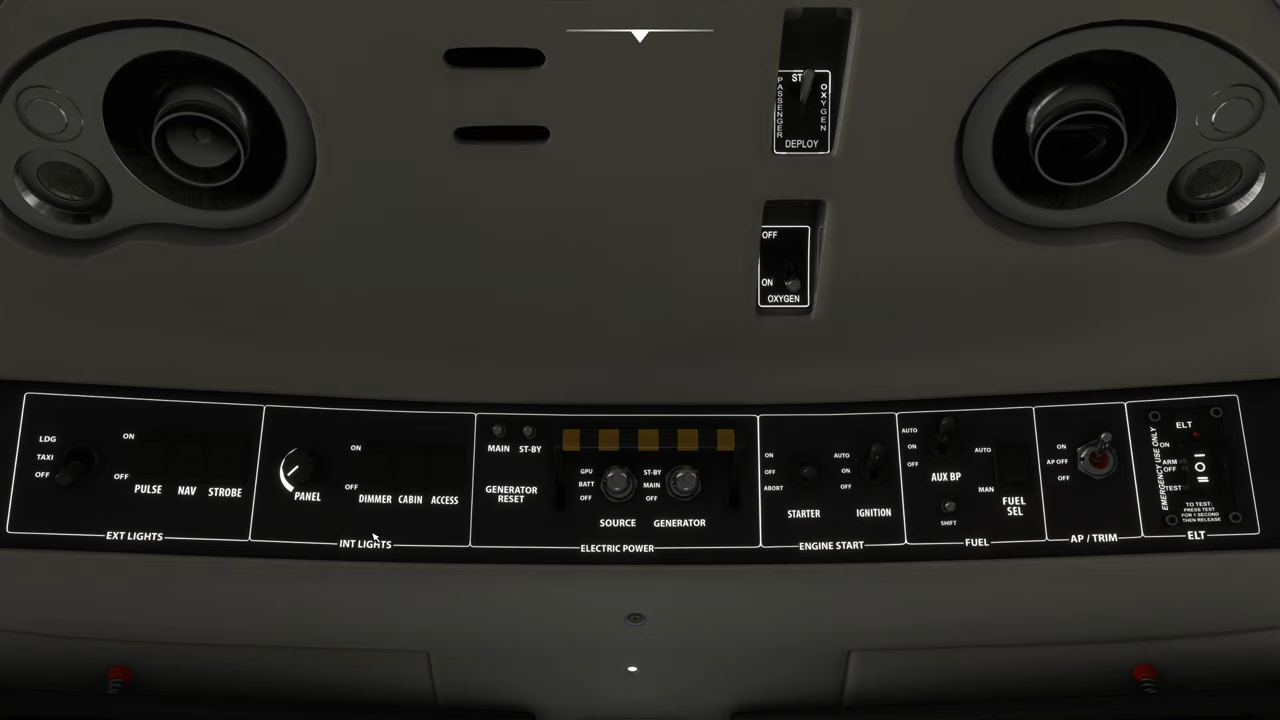 ST
PASSENGER
OXYGEN
DEPLOY
OFF
ON
OXYGEN
LDG
TAXI
OFF
ON
OFF
PULSE NAV STROBE
EXT LIGHTS
PANEL
ON
OFF
DIMMER CABIN ACCESS
INT LIGHTS
MAIN ST-BY
GENERATOR
RESET
GPU
BATT
OFF
SOURCE
ST-BY
MAIN
OFF
GENERATOR
ELECTRIC POWER
ON
OFF
ABORT
STARTER
AUTO
ON
OFF
IGNITION
ENGINE START
AUTO
ON
OFF
AUX BP
SHIFT
AUTO
MAN
FUEL
SEL
FUEL
ON
AP OFF
OFF
AP / TRIM
EMERGENCY USE ONLY
ELT
ON
ARM
OFF
TEST
TO TEST:
PRESS TEST
FOR 1 SECOND
THEN RELEASE
ELT